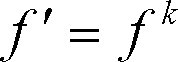 f' = f^k